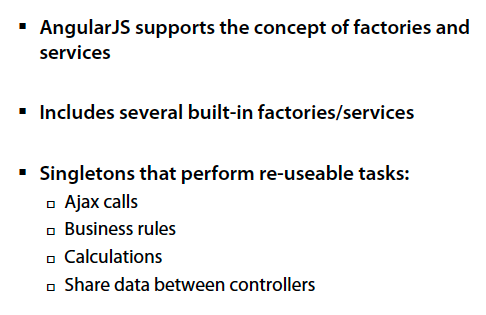 ▪ AngularJS supports the concept of factories and
services
▪ Includes several built-in factories/services
▪ Singletons that perform re-useable tasks:
▫ Ajax calls
▫ Business rules
▫ Calculations
▫ Share data between controllers